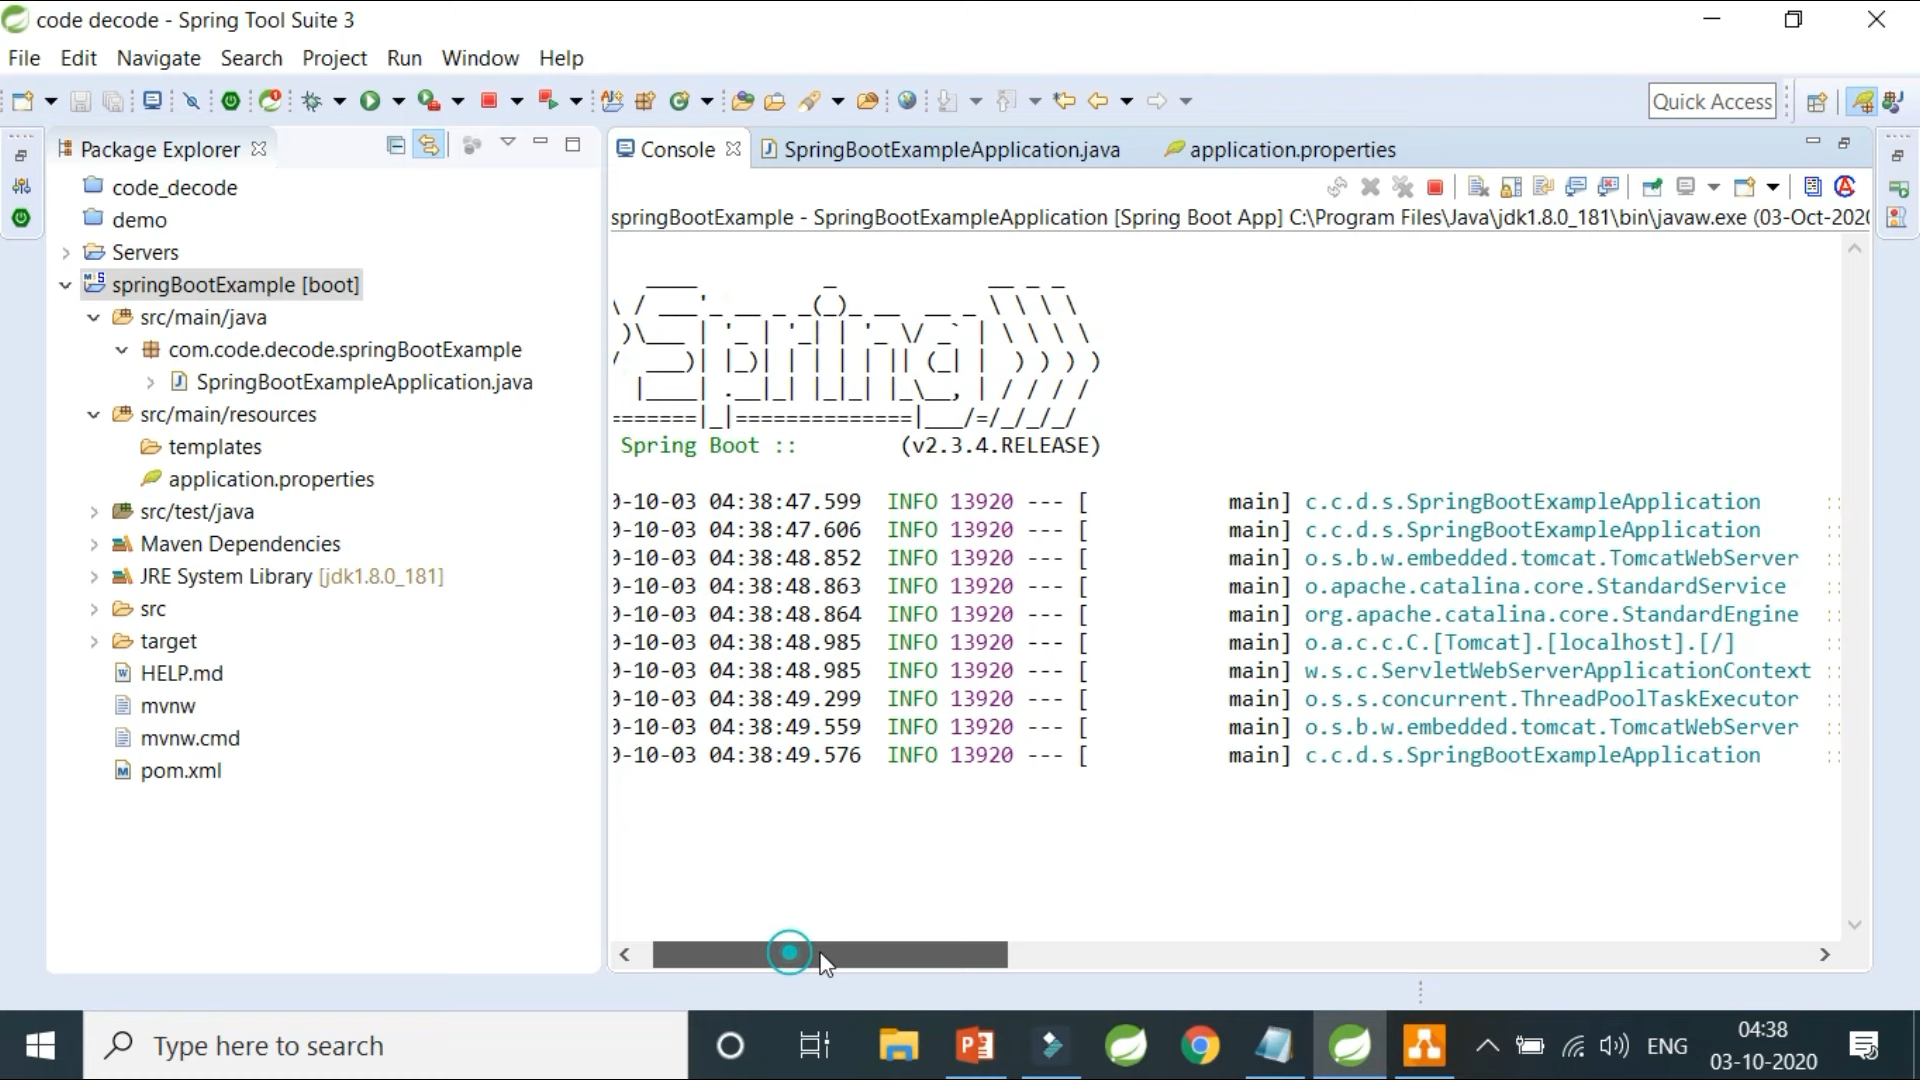 code decode - Spring Tool Suite 3
File Edit Navigate Search Project Run Window Help
Quick Access
Package Explorer
code_decode
demo
Servers
springBootExample [boot]
src/main/java
com.code.decode.springBootExample
SpringBootExampleApplication.java
src/main/resources
templates
application.properties
src/test/java
Maven Dependencies
JRE System Library [jdk1.8.0_181]
src
target
HELP.md
mvnw
mvnw.cmd
pom.xml
Console SpringBootExampleApplication.java application.properties
springBootExample - SpringBootExampleApplication [Spring Boot App] C:\Program Files\Java\jdk1.8.0_181\bin\javaw.exe (03-Oct-2020
Spring
Spring Boot :: (v2.3.4.RELEASE)
-10-03 04:38:47.599 INFO 13920 --- [ main] c.c.d.s.SpringBootExampleApplication :
-10-03 04:38:47.606 INFO 13920 --- [ main] c.c.d.s.SpringBootExampleApplication :
-10-03 04:38:48.852 INFO 13920 --- [ main] o.s.b.w.embedded.tomcat.TomcatWebServer :
-10-03 04:38:48.863 INFO 13920 --- [ main] o.apache.catalina.core.StandardService :
-10-03 04:38:48.864 INFO 13920 --- [ main] org.apache.catalina.core.StandardEngine :
-10-03 04:38:48.985 INFO 13920 --- [ main] o.a.c.c.C.[Tomcat].[localhost].[/] :
-10-03 04:38:48.985 INFO 13920 --- [ main] w.s.c.ServletWebServerApplicationContext :
-10-03 04:38:49.299 INFO 13920 --- [ main] o.s.s.concurrent.ThreadPoolTaskExecutor :
-10-03 04:38:49.559 INFO 13920 --- [ main] o.s.b.w.embedded.tomcat.TomcatWebServer :
-10-03 04:38:49.576 INFO 13920 --- [ main] c.c.d.s.SpringBootExampleApplication :
Type here to search
ENG
04:38
03-10-2020